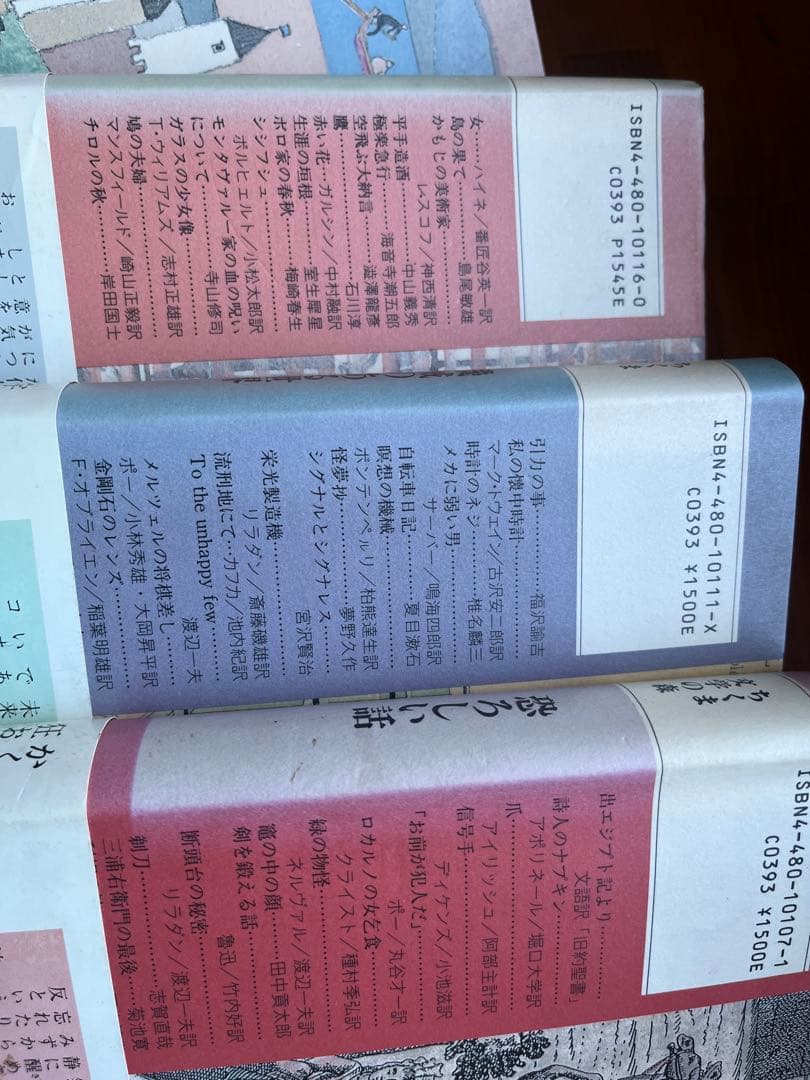 ISBN4-480-10116-0
C0393 P1545E
女……ハイネ／番匠谷英一訳
島の果て…………島尾敏雄
かもじの美術家…………
レスコフ／神西清訳
平手造酒…………中山義秀
極楽急行…………海音寺潮五郎
空飛ぶ大納言…………澁澤龍彥
鷹…………石川淳
赤い花…ガルシン／中村融訳
生涯の垣根…………室生犀星
ボロ家の春秋…………梅崎春生
シシフシュ…………
ボルヒェルト／小松太郎訳
モンタヴァル一家の血の呪い
について…………寺山修司
ガラスの少女像…………
T・ウィリアムズ／志村正雄訳
鳩の夫婦…………
マンスフィールド／崎山正毅訳
チロルの秋…………岸田国士
ISBN4-480-10111-X
C0393 ¥1500E
引力の事…………福沢諭吉
私の懐中時計…………
マーク・トウェイン／古沢安二郎訳
時計のネジ…………椎名麟三
メカに弱い男…………
サーバー／鳴海四郎訳
自転車日記…………夏目漱石
瞑想の機械…………
ボンテンペルリ／柏熊達生訳
怪夢抄…………夢野久作
シグナルとシグナレス…………
宮沢賢治
栄光製造機…………
リラダン／斎藤磯雄訳
流刑地にて…カフカ／池内紀訳
To the unhappy few…………
渡辺一夫
メルツェルの将棋差し…………
ポー／小林秀雄・大岡昇平訳
金剛石のレンズ…………
F・オブライエン／稲葉明雄訳
ちくま
文学の森
恐ろしい話
ISBN4-480-10107-1
C0393 ¥1500E
出エジプト記より…………
文語訳「旧約聖書」
詩人のナプキン…………
アポリネール／堀口大学訳
爪…………
アイリッシュ／阿部主計訳
信号手…………
ディケンズ／小池滋訳
「お前が犯人だ」…………
ポー／丸谷才一訳
ロカルノの女乞食…………
クライスト／種村季弘訳
緑の物怪…………
ネルヴァル／渡辺一夫訳
竈の中の顔…………田中貢太郎
剣を鍛える話…………
魯迅／竹内好訳
断頭台の秘密…………
リラダン／渡辺一夫訳
剃刀…………志賀直哉
三浦右衛門の最後……菊池寛